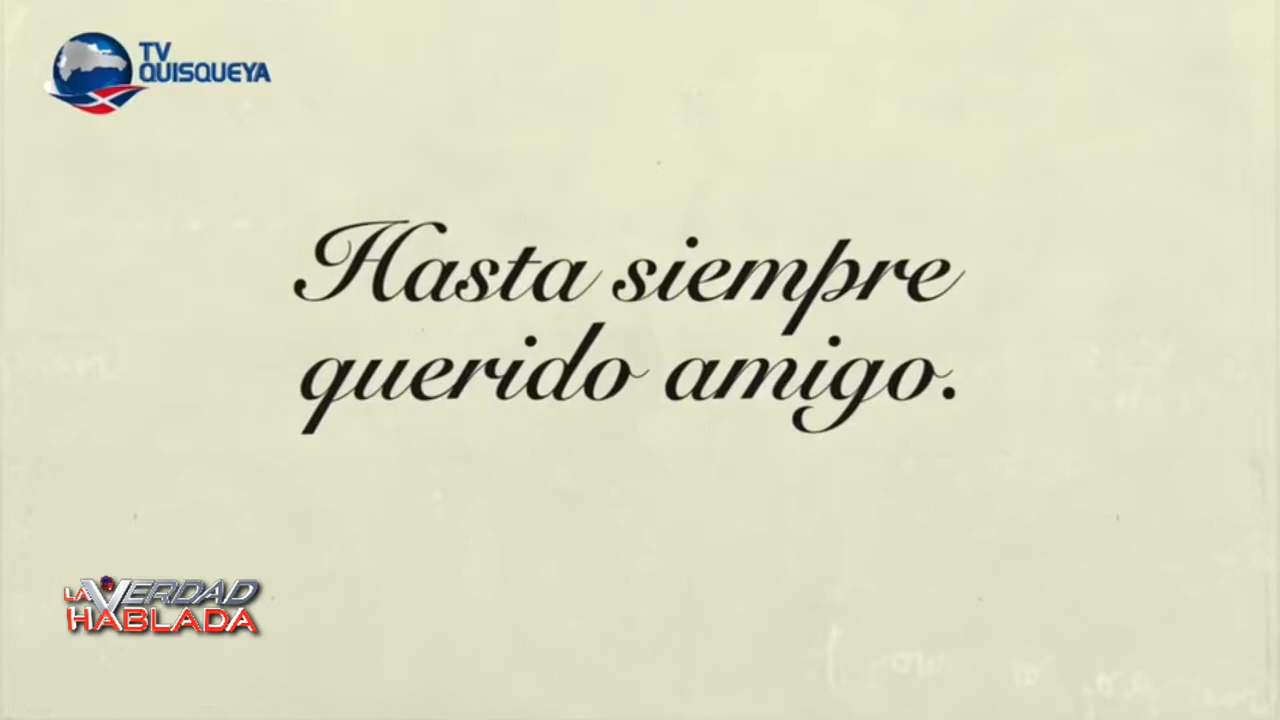 TV
QUISQUEYA
Hasta siempre
querido amigo.
LA VERDAD
HABLADA